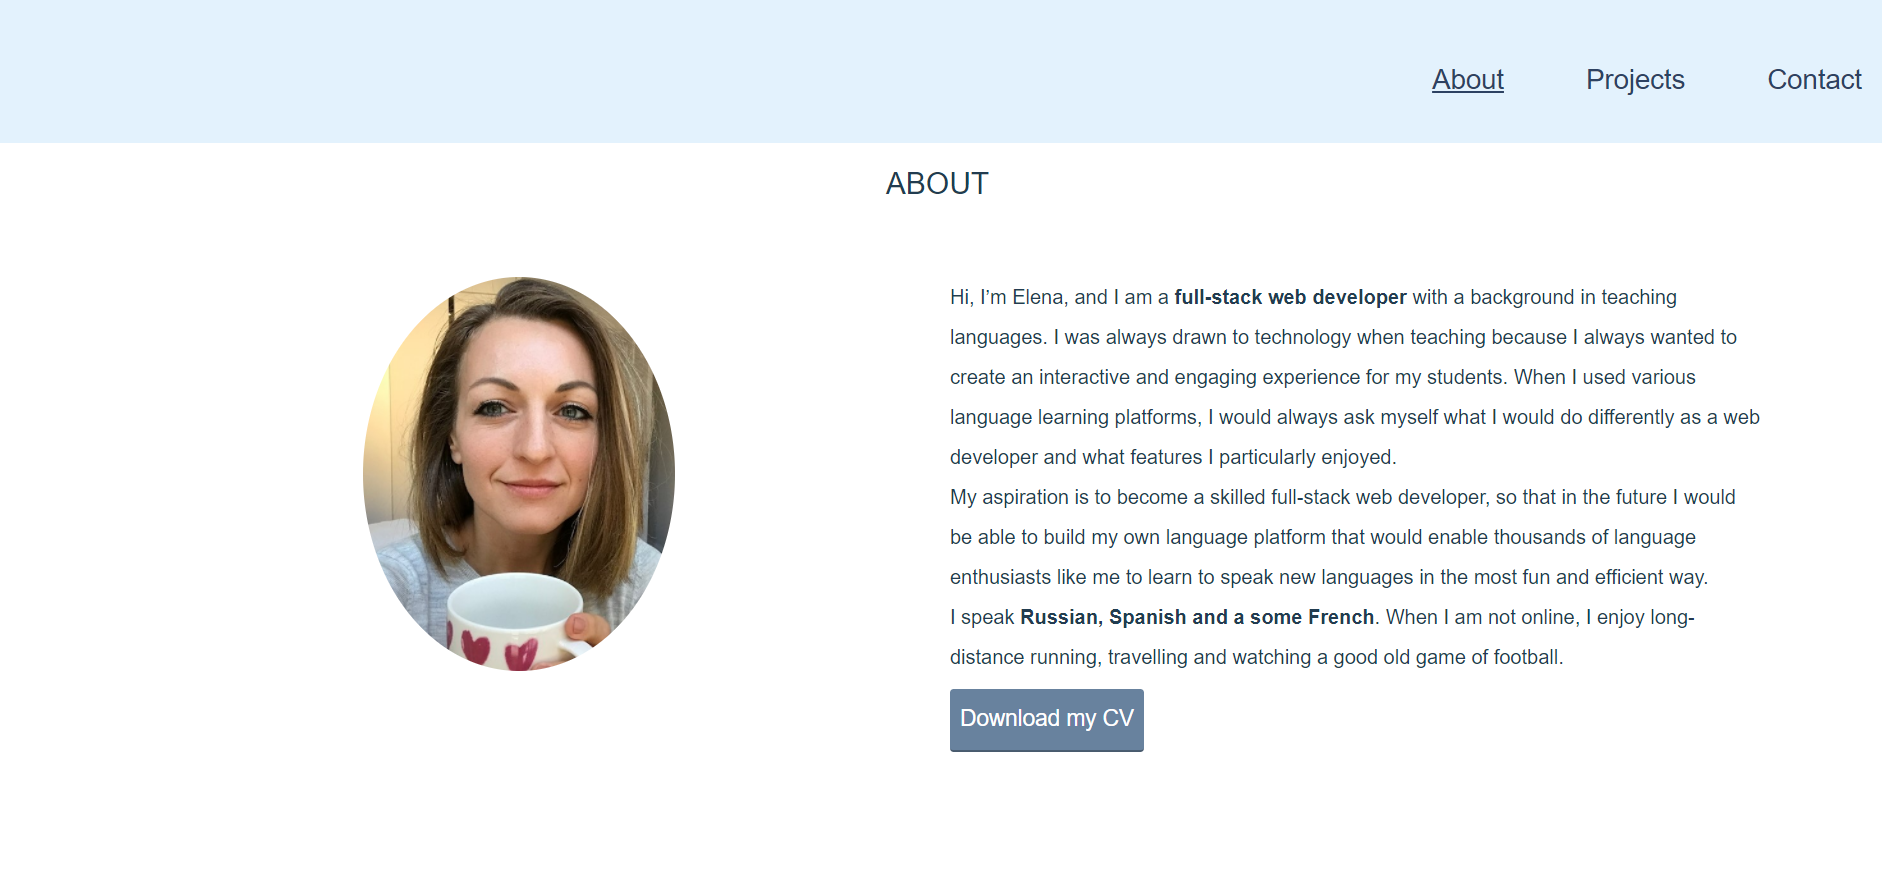 About Projects Contact
ABOUT
Hi, I’m Elena, and I am a full-stack web developer with a background in teaching
languages. I was always drawn to technology when teaching because I always wanted to
create an interactive and engaging experience for my students. When I used various
language learning platforms, I would always ask myself what I would do differently as a web
developer and what features I particularly enjoyed.
My aspiration is to become a skilled full-stack web developer, so that in the future I would
be able to build my own language platform that would enable thousands of language
enthusiasts like me to learn to speak new languages in the most fun and efficient way.
I speak Russian, Spanish and a some French. When I am not online, I enjoy long-
distance running, travelling and watching a good old game of football.
Download my CV